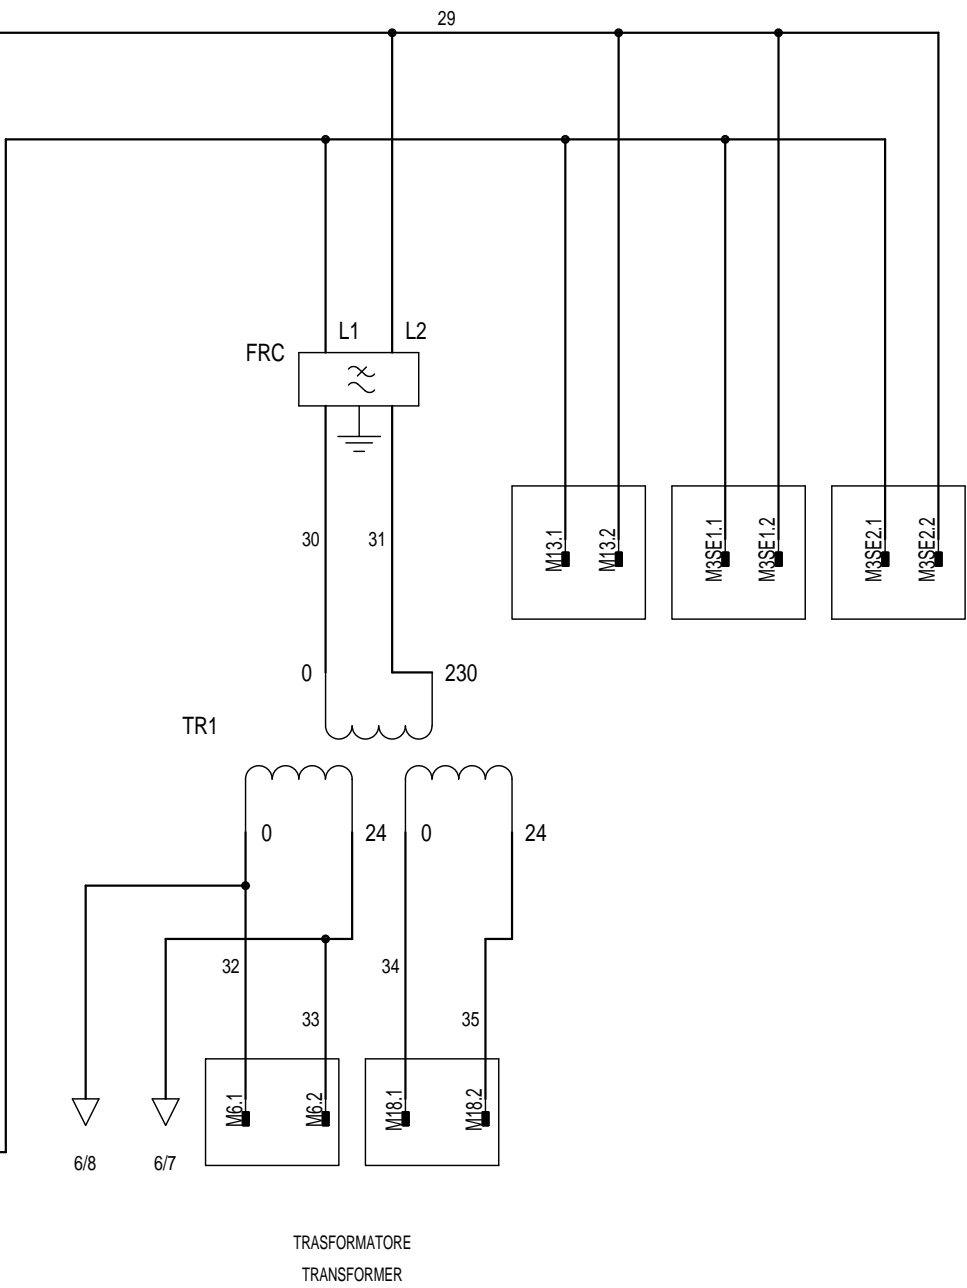 29
L1
L2
FRC
30
31
M13.1
M13.2
M3SE1.1
M3SE1.2
M3SE2.1
M3SE2.2
0
230
TR1
0
24
0
24
32
34
33
35
M6.1
M6.2
M18.1
M18.2
6/8
6/7
TRASFORMATORE
TRANSFORMER